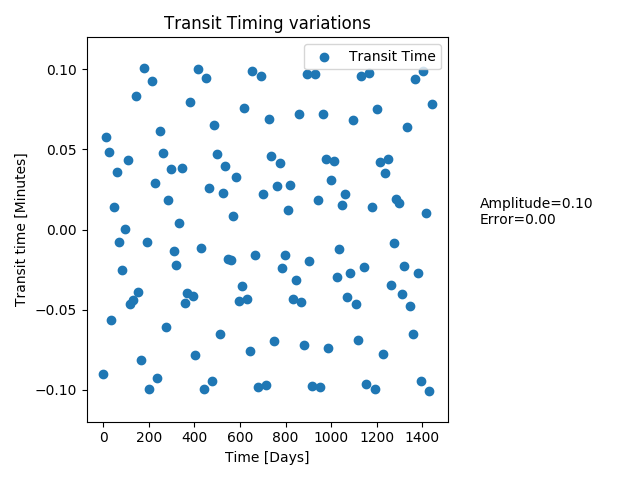 Transit Timing variations
Transit Time
0.10
0.05
0.00
−0.05
−0.10
Transit time [Minutes]
0 200 400 600 800 1000 1200 1400
Time [Days]
Amplitude=0.10
Error=0.00